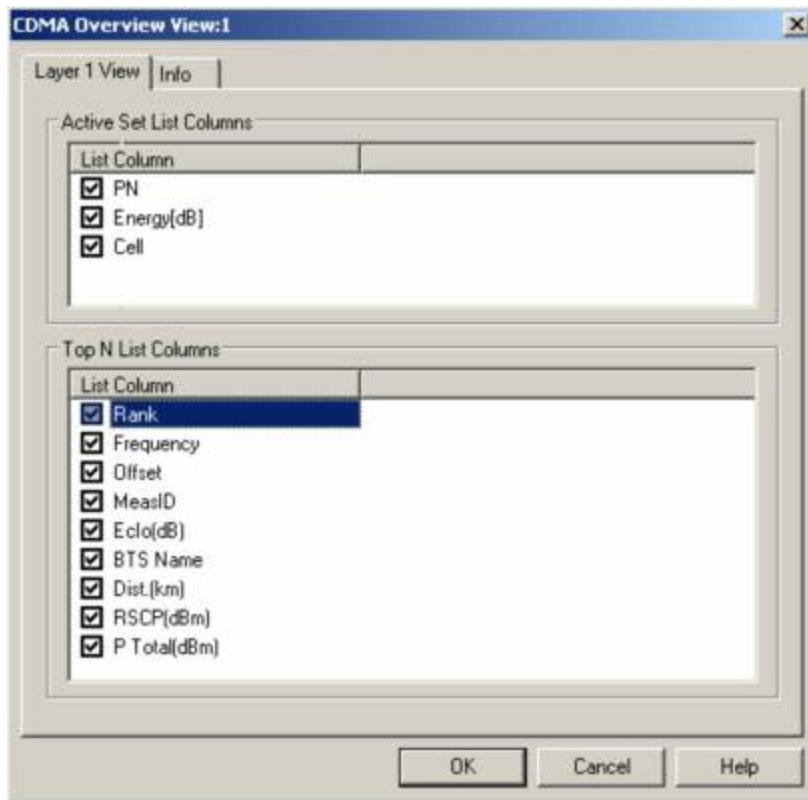 CDMA Overview View:1
Layer 1 View
Info
Active Set List Columns
List Column
PN
Energy[dB]
Cell
Top N List Columns
List Column
Rank
Frequency
Offset
MeasID
EcIo(dB)
BTS Name
Dist.(km)
RSCP(dBm)
P Total(dBm)
OK
Cancel
Help